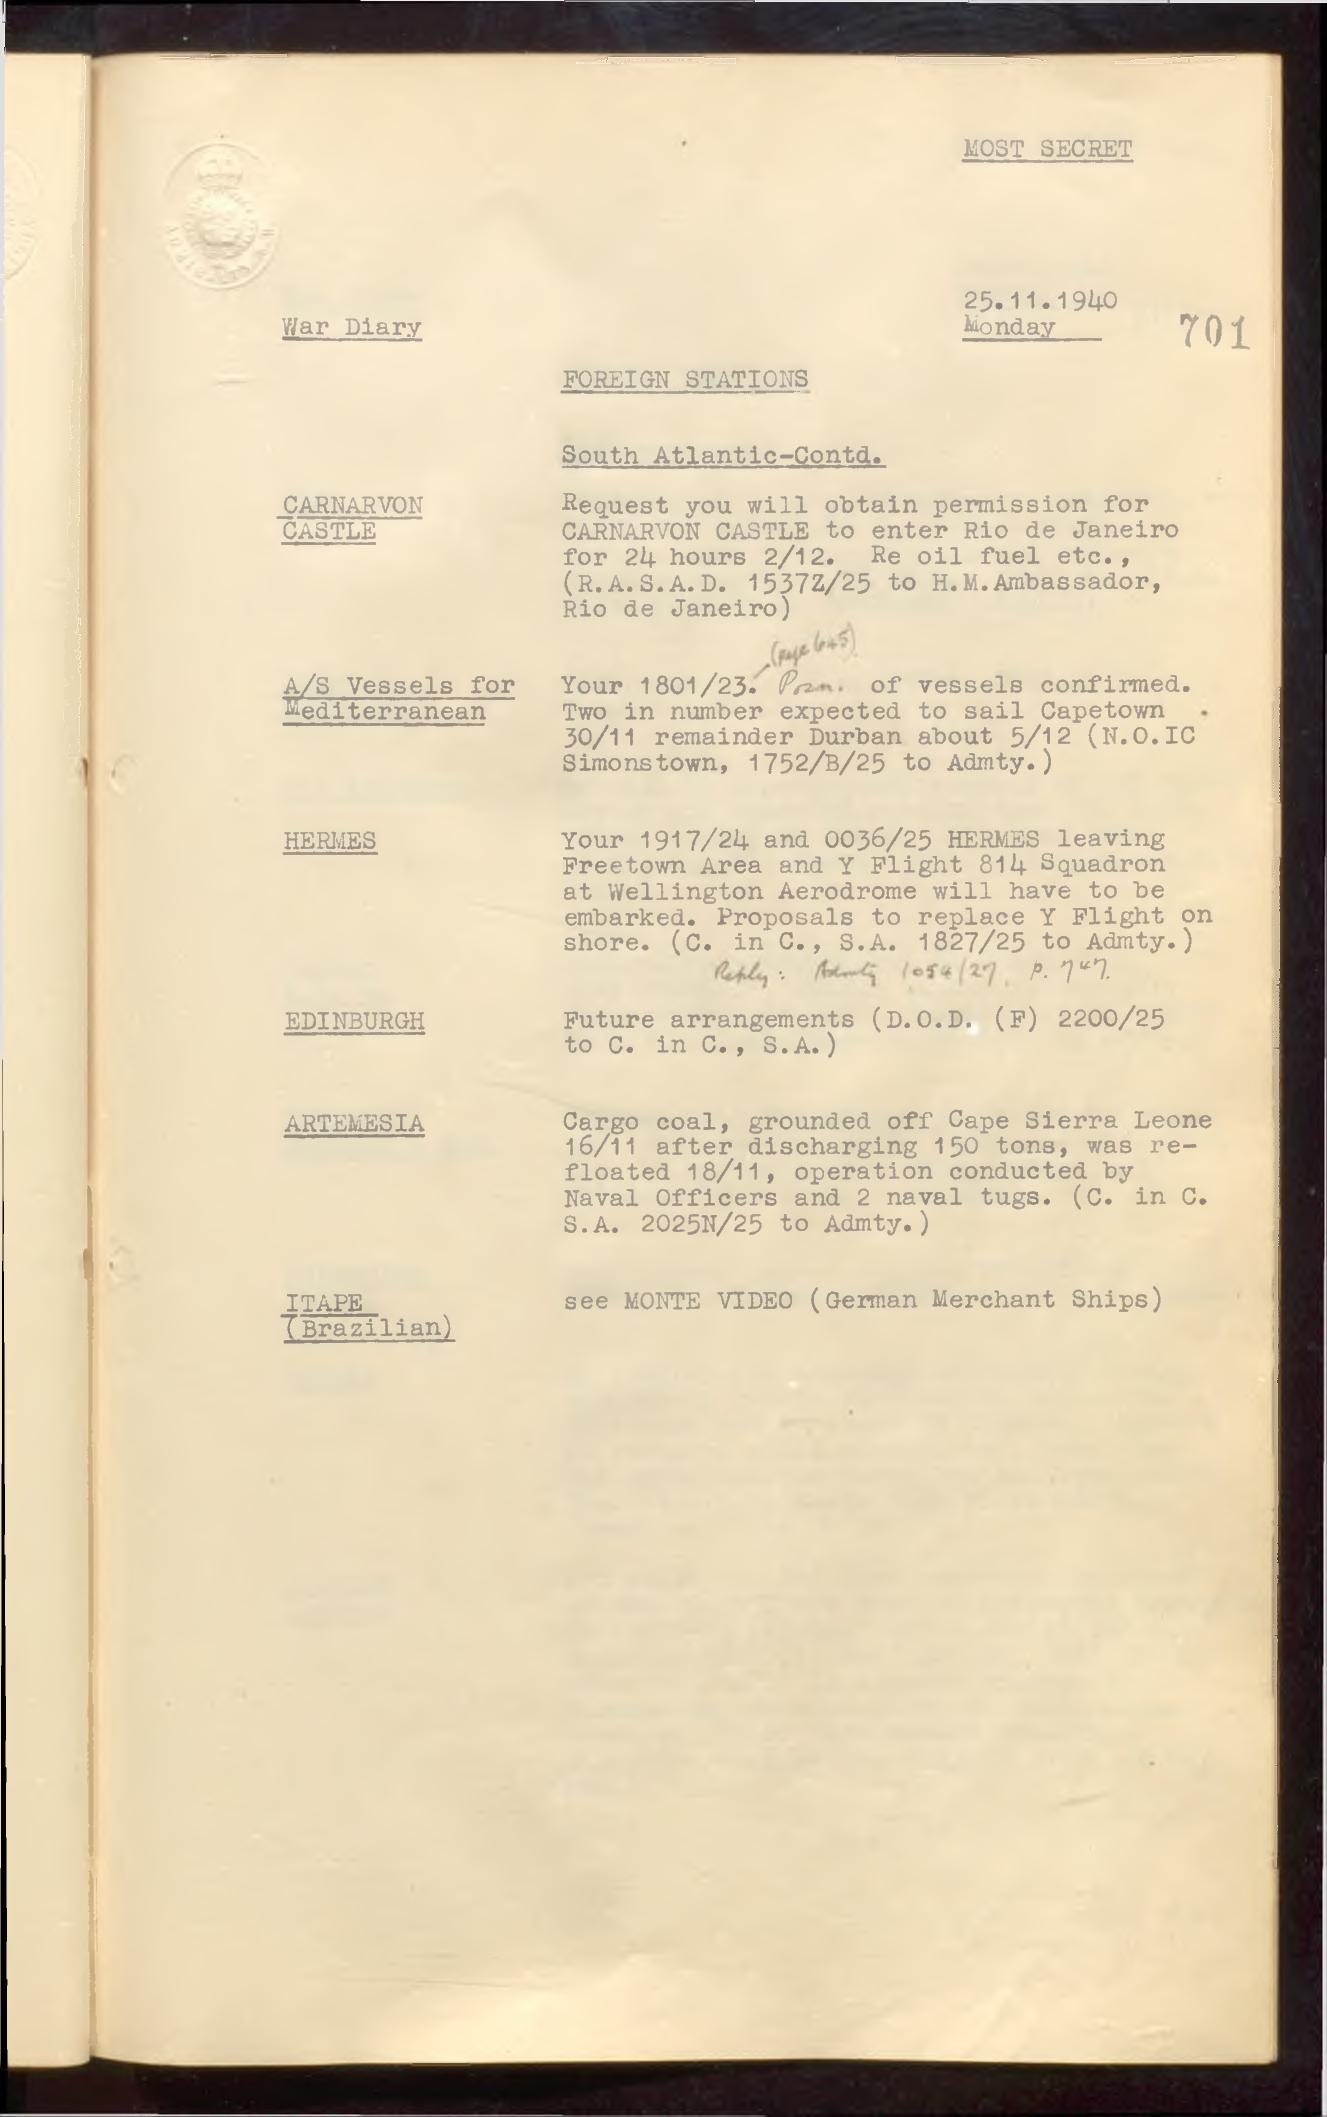 MOST SECRET
25.11.1940
War Diary
Monday
701
FOREIGN STATIONS
South Atlantic-Contd.
CARNARVON
CASTLE
Request you will obtain permission for
CARNARVON CASTLE to enter Rio de Janeiro
for 24 hours 2/12. Re oil fuel etc.,
(R.A.S.A.D. 1537Z/25 to H.M.Ambassador,
Rio de Janeiro)
(page 645)
A/S Vessels for
Mediterranean
Your 1801/23. Posn. of vessels confirmed.
Two in number expected to sail Capetown
30/11 remainder Durban about 5/12 (N.O.IC
Simonstown, 1752/B/25 to Admty.)
HERMES
Your 1917/24 and 0036/25 HERMES leaving
Freetown Area and Y Flight 814 Squadron
at Wellington Aerodrome will have to be
embarked. Proposals to replace Y Flight on
shore. (C. in C., S.A. 1827/25 to Admty.)
Reply: Admty 1054/27. p. 747.
EDINBURGH
Future arrangements (D.O.D. (F) 2200/25
to C. in C., S.A.)
ARTEMESIA
Cargo coal, grounded off Cape Sierra Leone
16/11 after discharging 150 tons, was re-
floated 18/11, operation conducted by
Naval Officers and 2 naval tugs. (C. in C.
S.A. 2025N/25 to Admty.)
ITAPE
(Brazilian)
see MONTE VIDEO (German Merchant Ships)